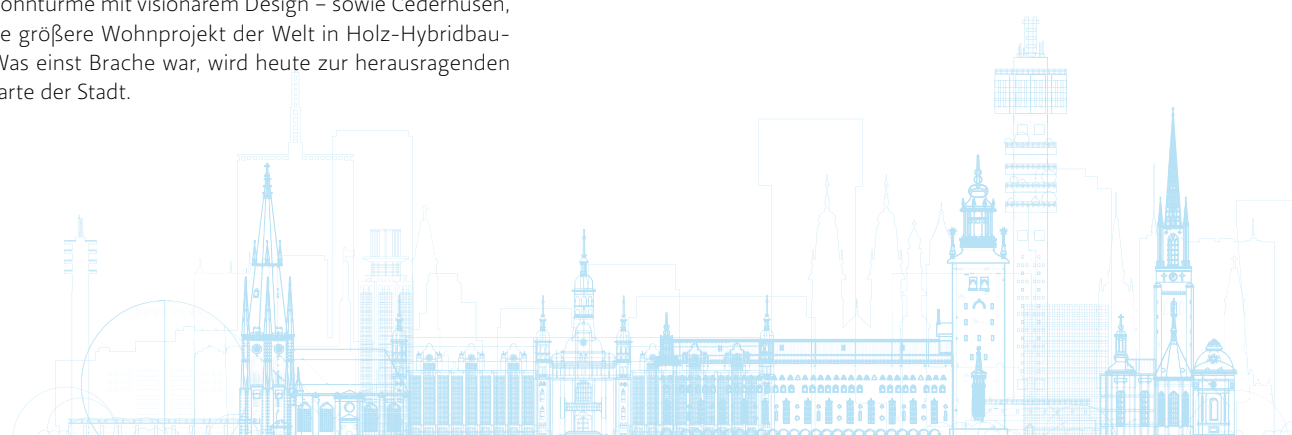 ohntürme mit visionärem Design – sowie Cederhusen,
e größere Wohnprojekt der Welt in Holz-Hybridbau-
Was einst Brache war, wird heute zur herausragenden
arte der Stadt.